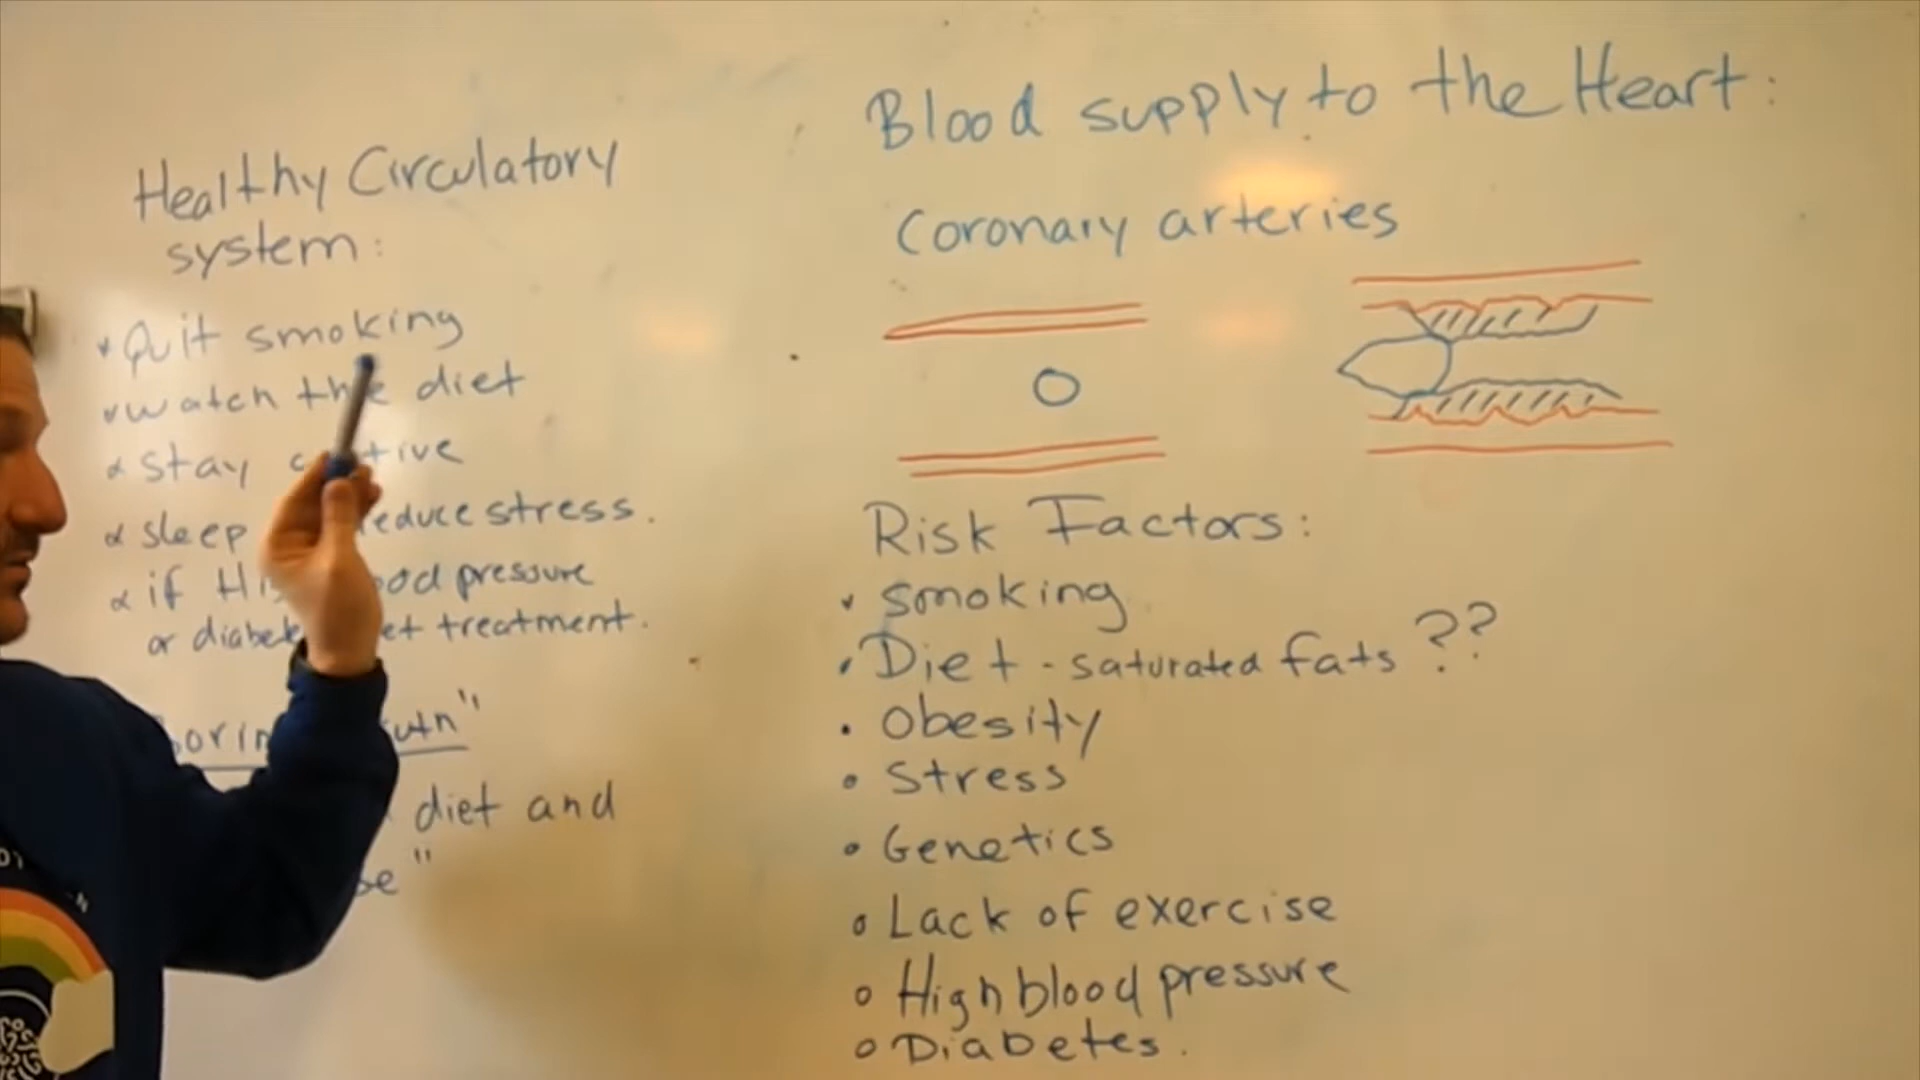 Healthy Circulatory
system:
Quit smoking
watch the diet
stay active
sleep reduce stress.
if pressure
or et treatment.
diet and
Blood supply to the Heart:
Coronary arteries
Risk Factors:
smoking
Diet - saturated fats ??
Obesity
Stress
Genetics
Lack of exercise
High blood pressure
Diabetes.